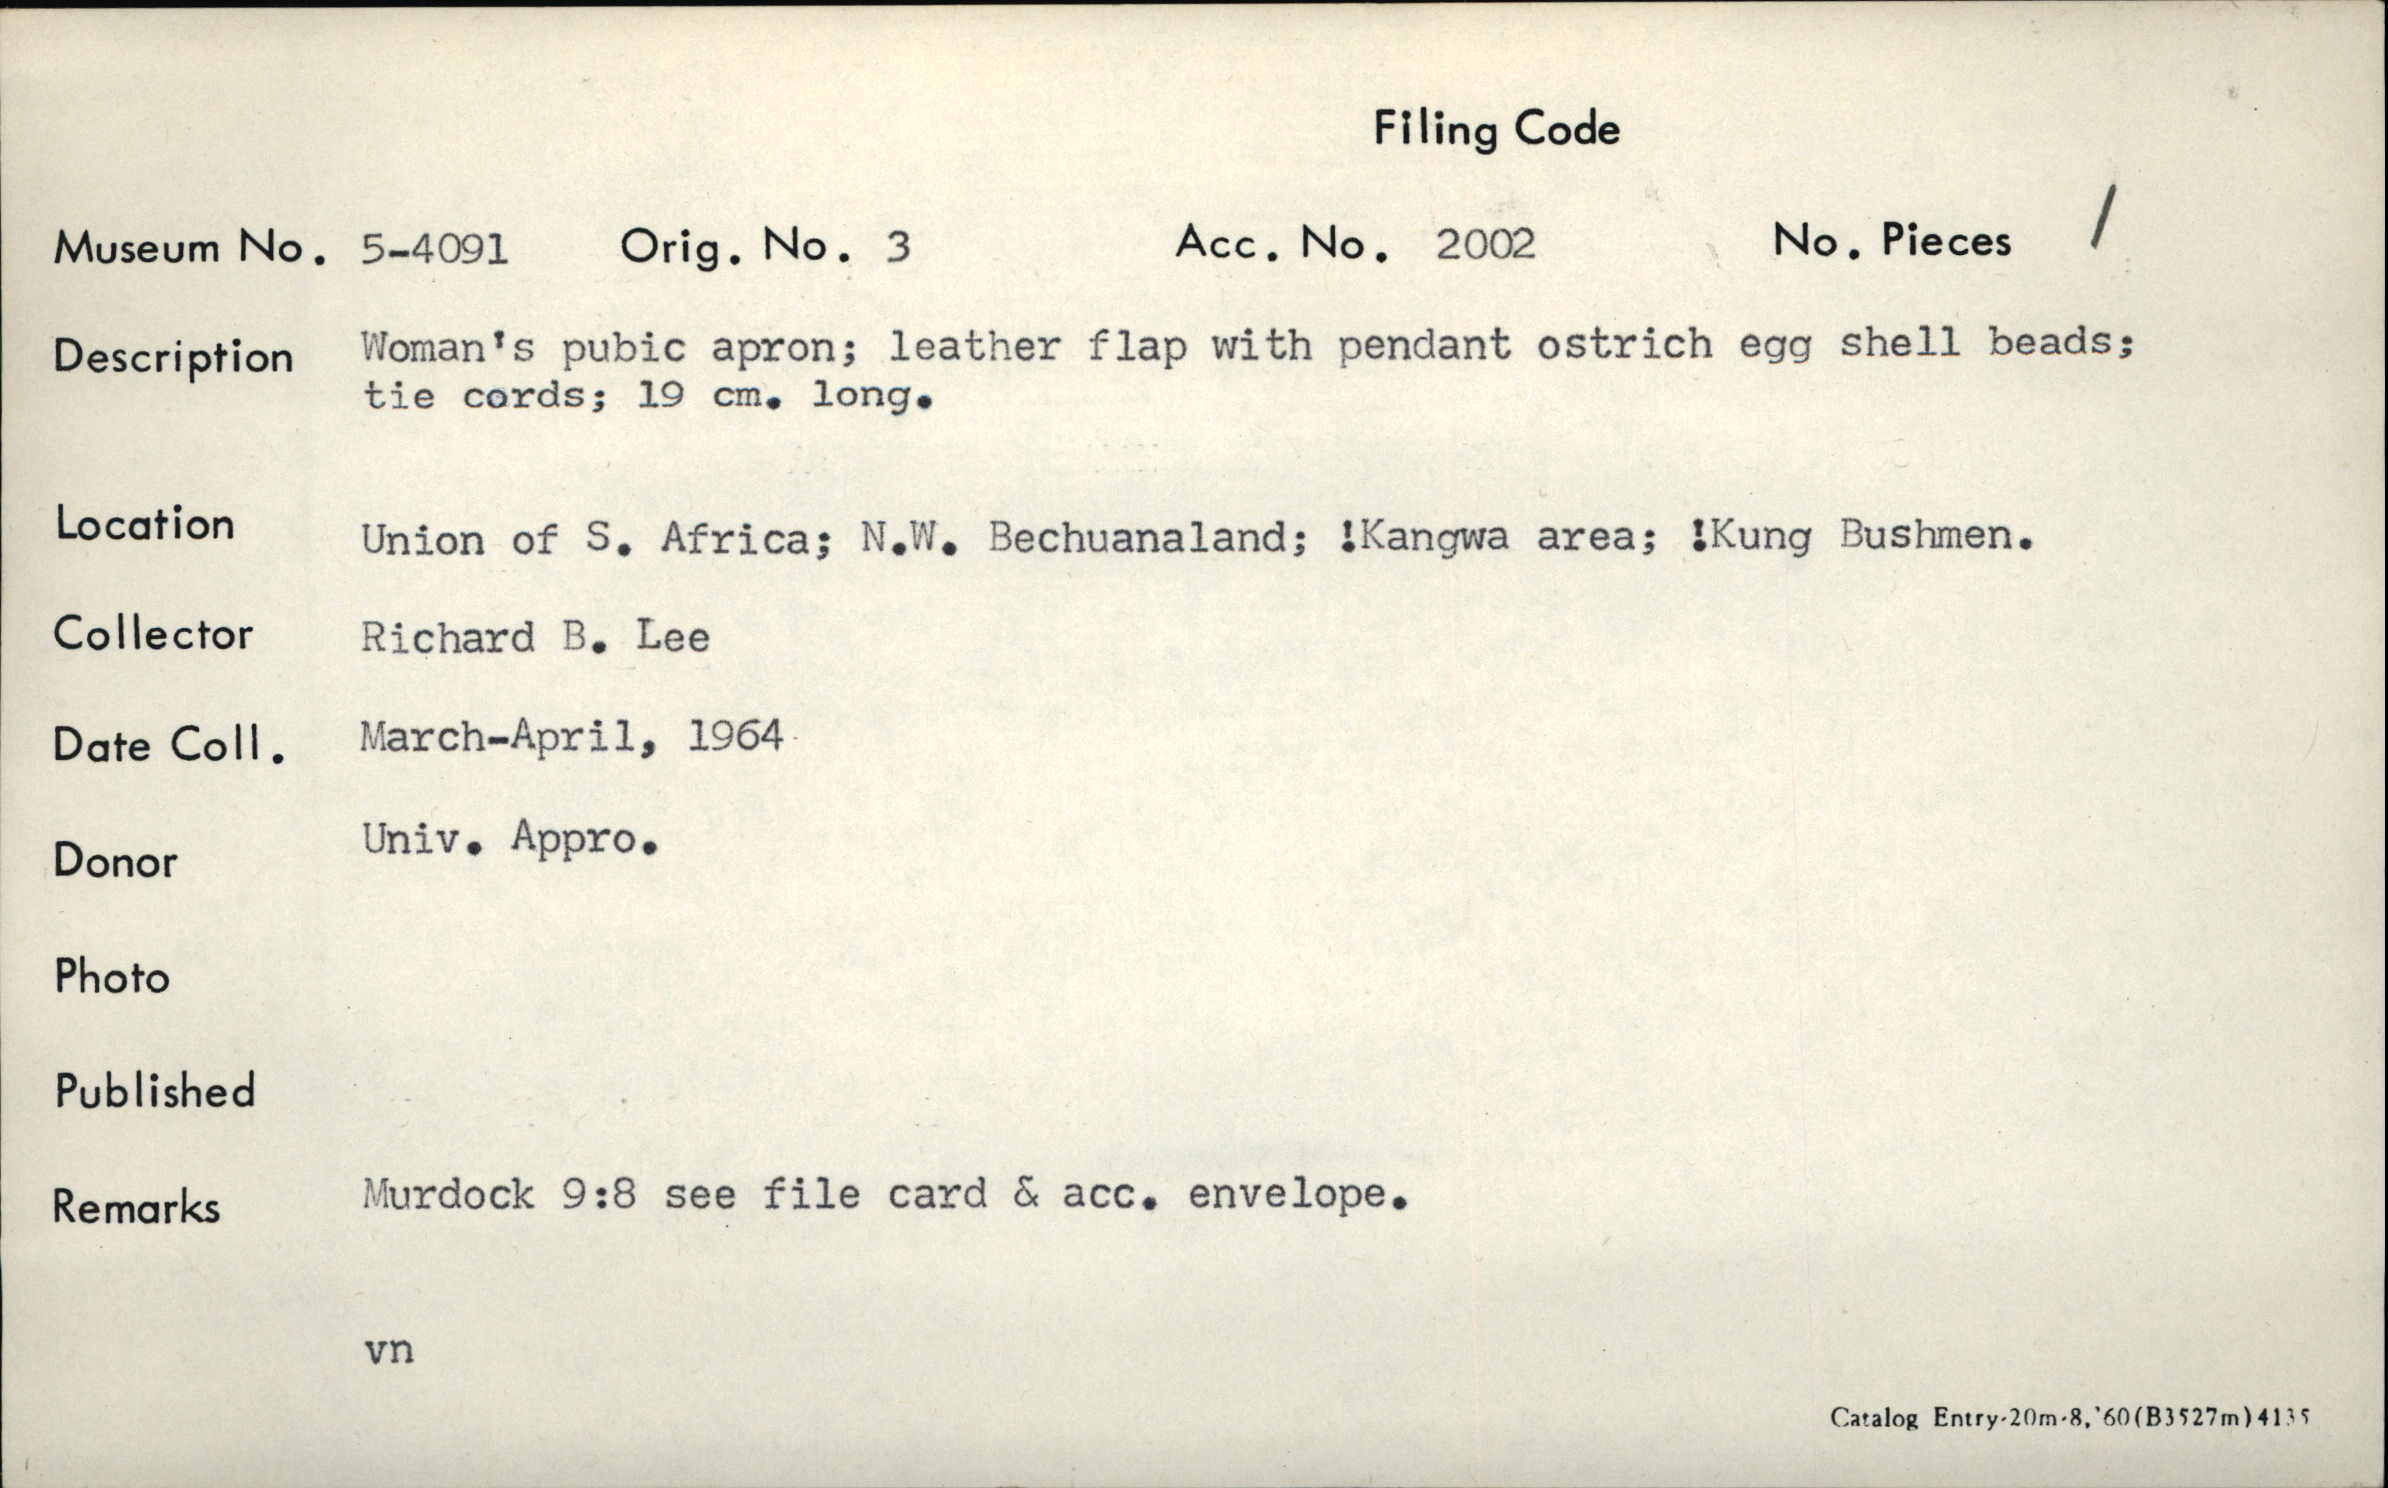 Filing Code
Museum No. 5-4091 Orig. No. 3 Acc. No. 2002 No. Pieces /
Description Woman's pubic apron; leather flap with pendant ostrich egg shell beads;
tie cords; 19 cm. long.
Location Union of S. Africa; N.W. Bechuanaland; !Kangwa area; !Kung Bushmen.
Collector Richard B. Lee
Date Coll. March-April, 1964
Donor Univ. Appro.
Photo
Published
Remarks Murdock 9:8 see file card & acc. envelope.
vn
Catalog Entry-20m-8,'60(B3527m)4135